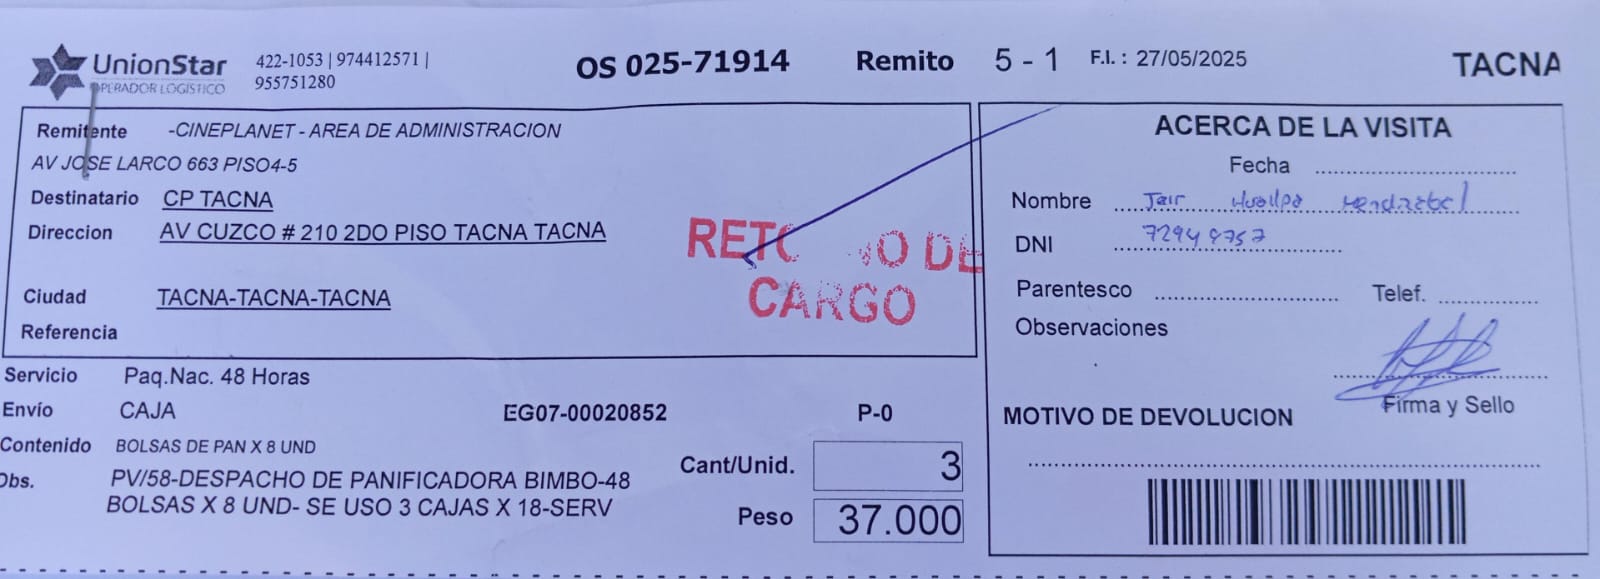 UnionStar
OPERADOR LOGÍSTICO
422-1053 | 974412571 |
955751280
OS 025-71914
Remito 5 - 1
F.I. : 27/05/2025
TACNA
Remitente -CINEPLANET - AREA DE ADMINISTRACION
AV JOSE LARCO 663 PISO4-5
Destinatario CP TACNA
Direccion AV CUZCO # 210 2DO PISO TACNA TACNA
Ciudad TACNA-TACNA-TACNA
Referencia
RETORNO DE
CARGO
ACERCA DE LA VISITA
Fecha
Nombre Jair Huallpa
DNI
Parentesco Telef.
Observaciones
Firma y Sello
MOTIVO DE DEVOLUCION
Servicio Paq.Nac. 48 Horas
Envío CAJA EG07-00020852 P-0
Contenido BOLSAS DE PAN X 8 UND
Obs. PV/58-DESPACHO DE PANIFICADORA BIMBO-48
BOLSAS X 8 UND- SE USO 3 CAJAS X 18-SERV
Cant/Unid. 3
Peso 37.000